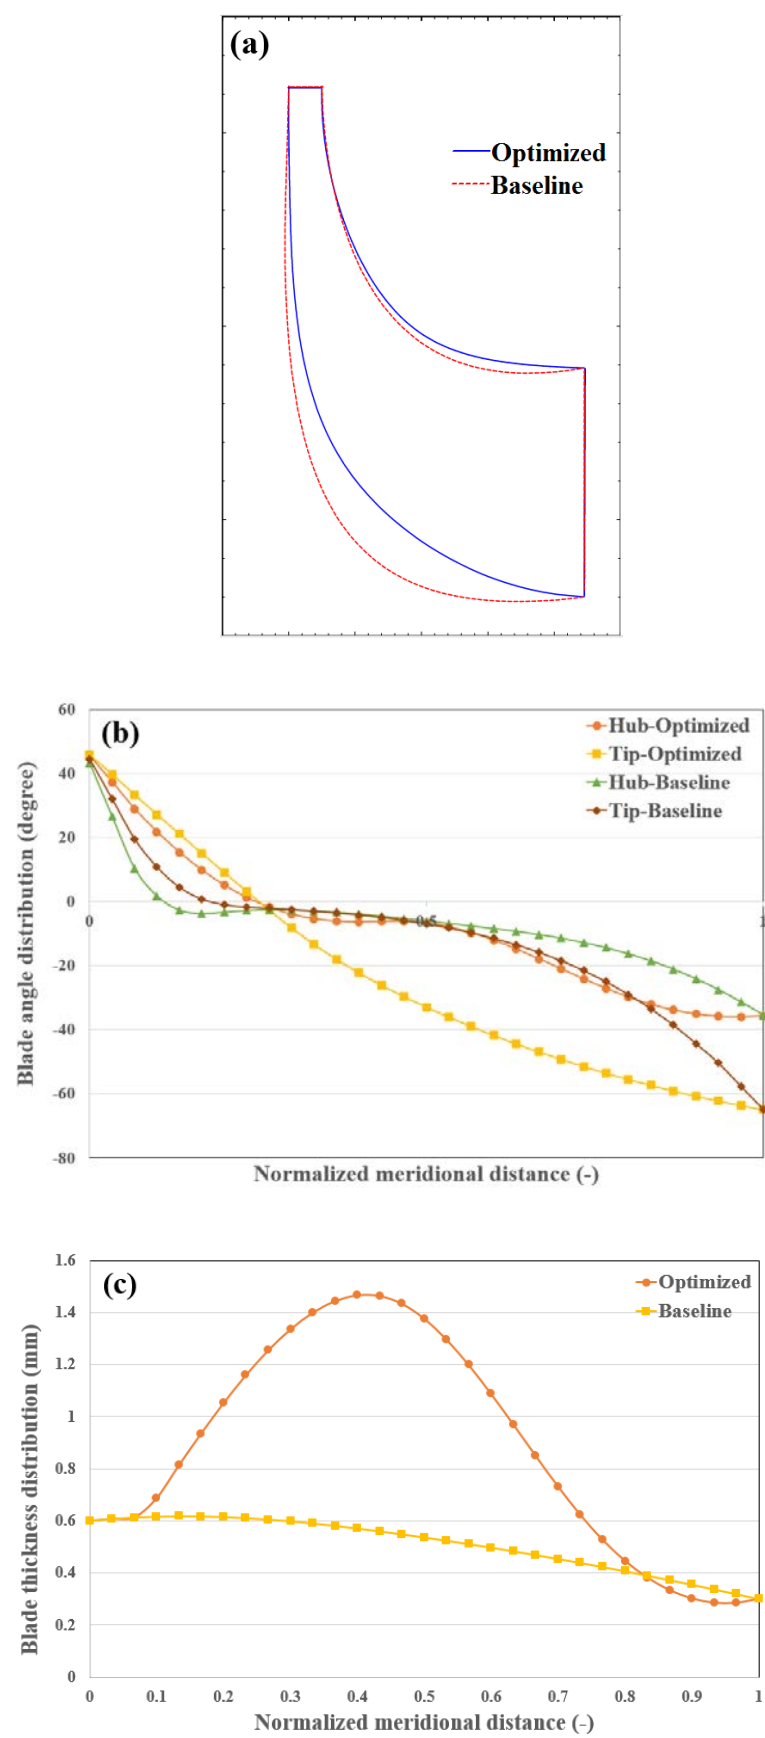 (a)
Optimized
Baseline
(b)
Hub-Optimized
Tip-Optimized
Hub-Baseline
Tip-Baseline
60
40
20
0
-20
-40
-60
-80
0
0.5
1
Blade angle distribution (degree)
Normalized meridional distance (-)
(c)
Optimized
Baseline
1.6
1.4
1.2
1
0.8
0.6
0.4
0.2
0
0 0.1 0.2 0.3 0.4 0.5 0.6 0.7 0.8 0.9 1
Blade thickness distribution (mm)
Normalized meridional distance (-)